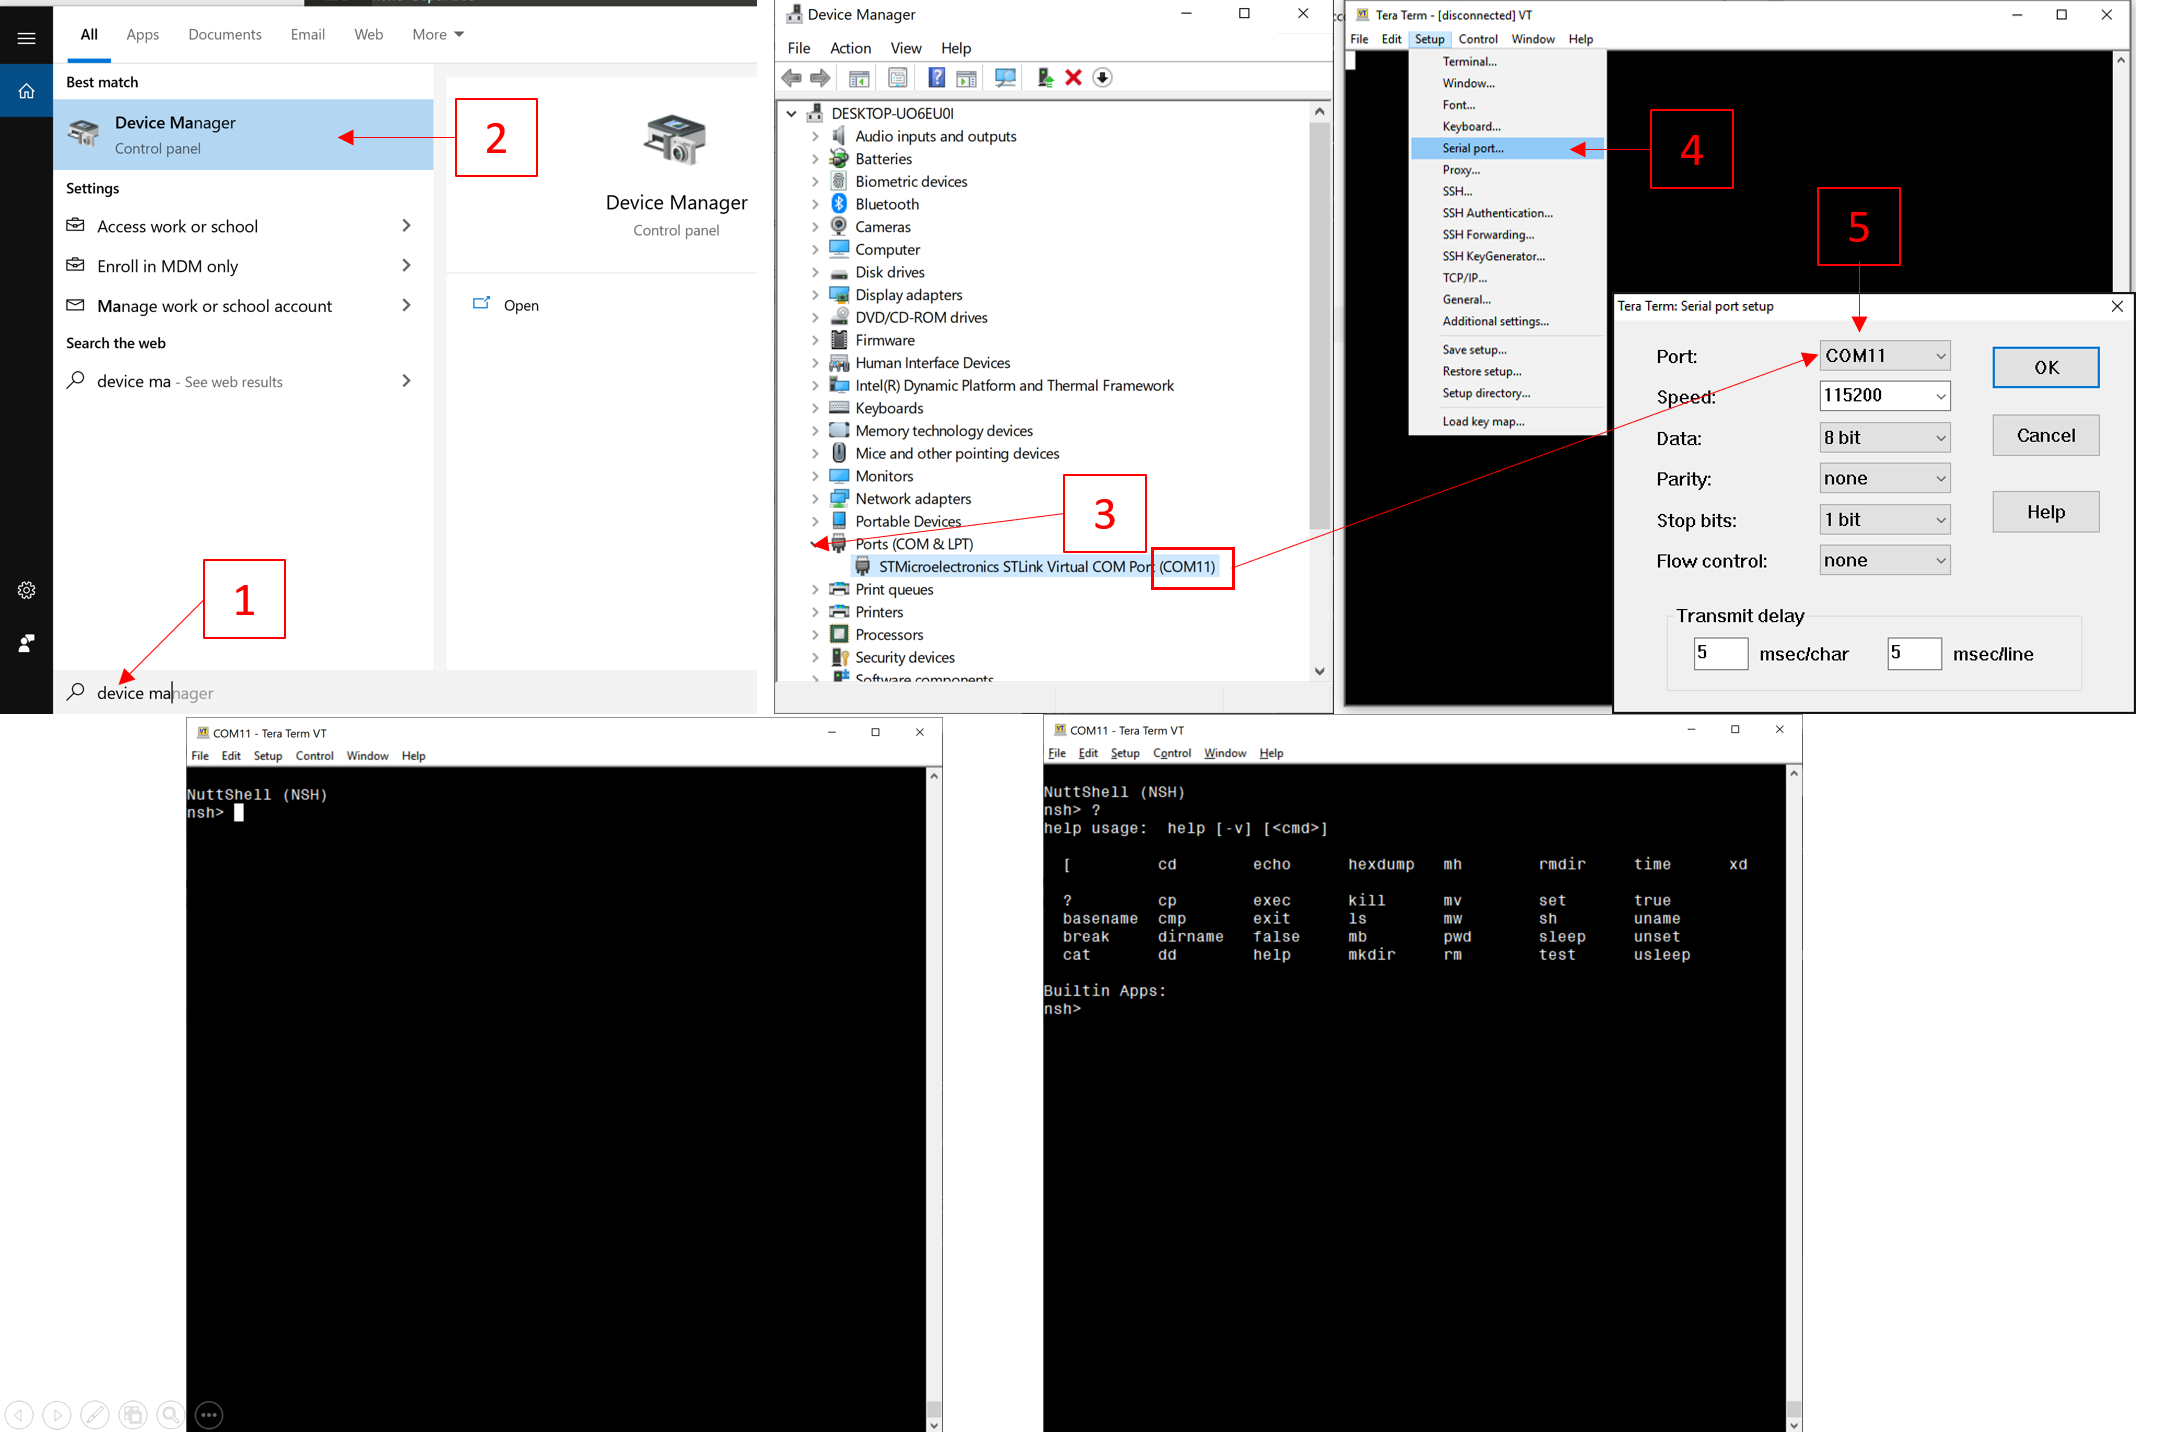 All Apps Documents Email Web More
Best match
Device Manager
Control panel
Settings
Access work or school
Enroll in MDM only
Manage work or school account
Search the web
device ma - See web results
Device Manager
Control panel
Open
1
2
device manager
Device Manager
File Action View Help
DESKTOP-UO6EU0I
Audio inputs and outputs
Batteries
Biometric devices
Bluetooth
Cameras
Computer
Disk drives
Display adapters
DVD/CD-ROM drives
Firmware
Human Interface Devices
Intel(R) Dynamic Platform and Thermal Framework
Keyboards
Memory technology devices
Mice and other pointing devices
Monitors
Network adapters
Portable Devices
Ports (COM & LPT)
STMicroelectronics STLink Virtual COM Port (COM11)
Print queues
Printers
Processors
Security devices
Software components
3
Tera Term - [disconnected] VT
File Edit Setup Control Window Help
Terminal...
Window...
Font...
Keyboard...
Serial port...
Proxy...
SSH...
SSH Authentication...
SSH Forwarding...
SSH KeyGenerator...
TCP/IP...
General...
Additional settings...
Save setup...
Restore setup...
Setup directory...
Load key map...
4
5
Tera Term: Serial port setup
Port: COM11 OK
Speed: 115200
Data: 8 bit Cancel
Parity: none
Stop bits: 1 bit Help
Flow control: none
Transmit delay
5 msec/char 5 msec/line
COM11 - Tera Term VT
File Edit Setup Control Window Help
NuttShell (NSH)
nsh>
COM11 - Tera Term VT
File Edit Setup Control Window Help
NuttShell (NSH)
nsh> ?
help usage:  help [-v] [<cmd>]
[ cd echo hexdump mh rmdir time xd
? cp exec kill mv set true
basename cmp exit ls mw sh uname
break dirname false mb pwd sleep unset
cat dd help mkdir rm test usleep
Builtin Apps:
nsh>